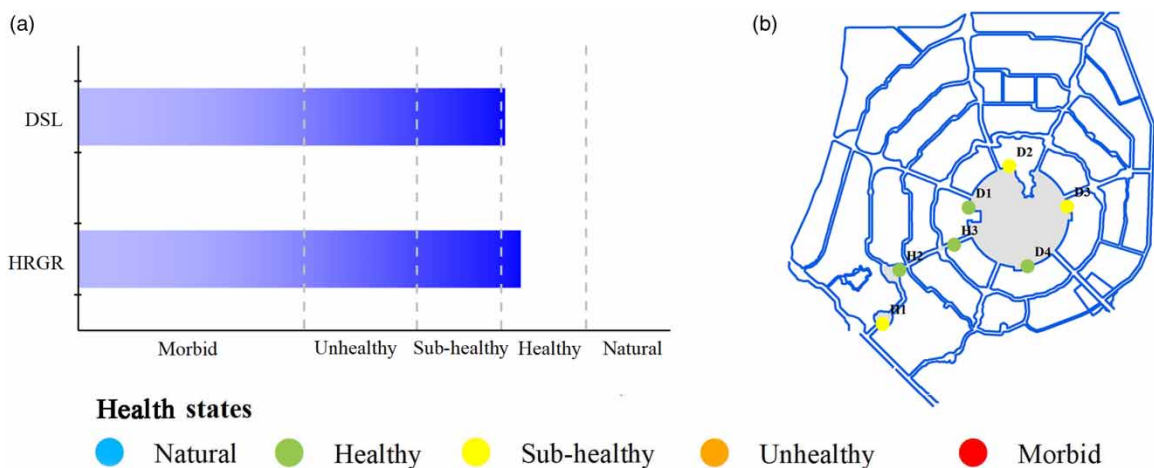 (a)
DSL
HRGR
Morbid Unhealthy Sub-healthy Healthy Natural
(b)
D2
D1
D3
H3
D4
H2
H1
Health states
Natural Healthy Sub-healthy Unhealthy Morbid